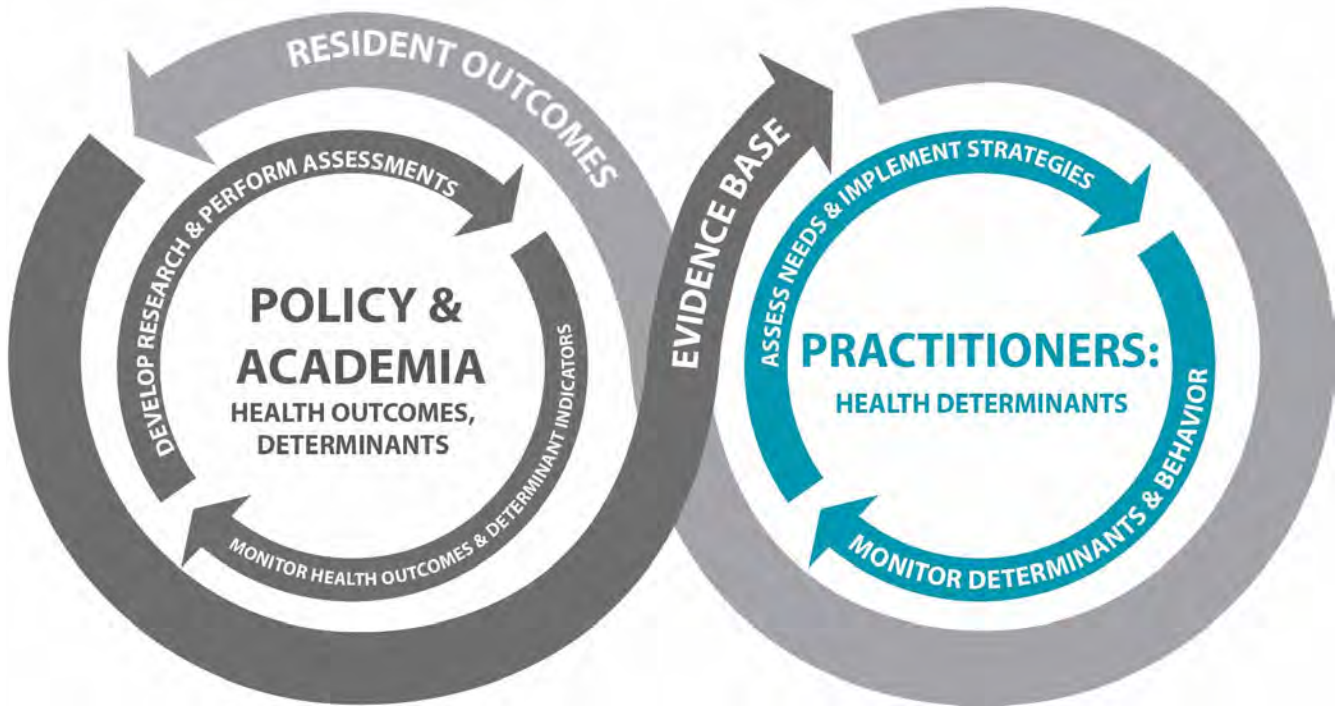 RESIDENT OUTCOMES
EVIDENCE BASE
DEVELOP RESEARCH & PERFORM ASSESSMENTS
POLICY &
ACADEMIA
HEALTH OUTCOMES,
DETERMINANTS
MONITOR HEALTH OUTCOMES & DETERMINANT INDICATORS
ASSESS NEEDS & IMPLEMENT STRATEGIES
PRACTITIONERS:
HEALTH DETERMINANTS
MONITOR DETERMINANTS & BEHAVIOR